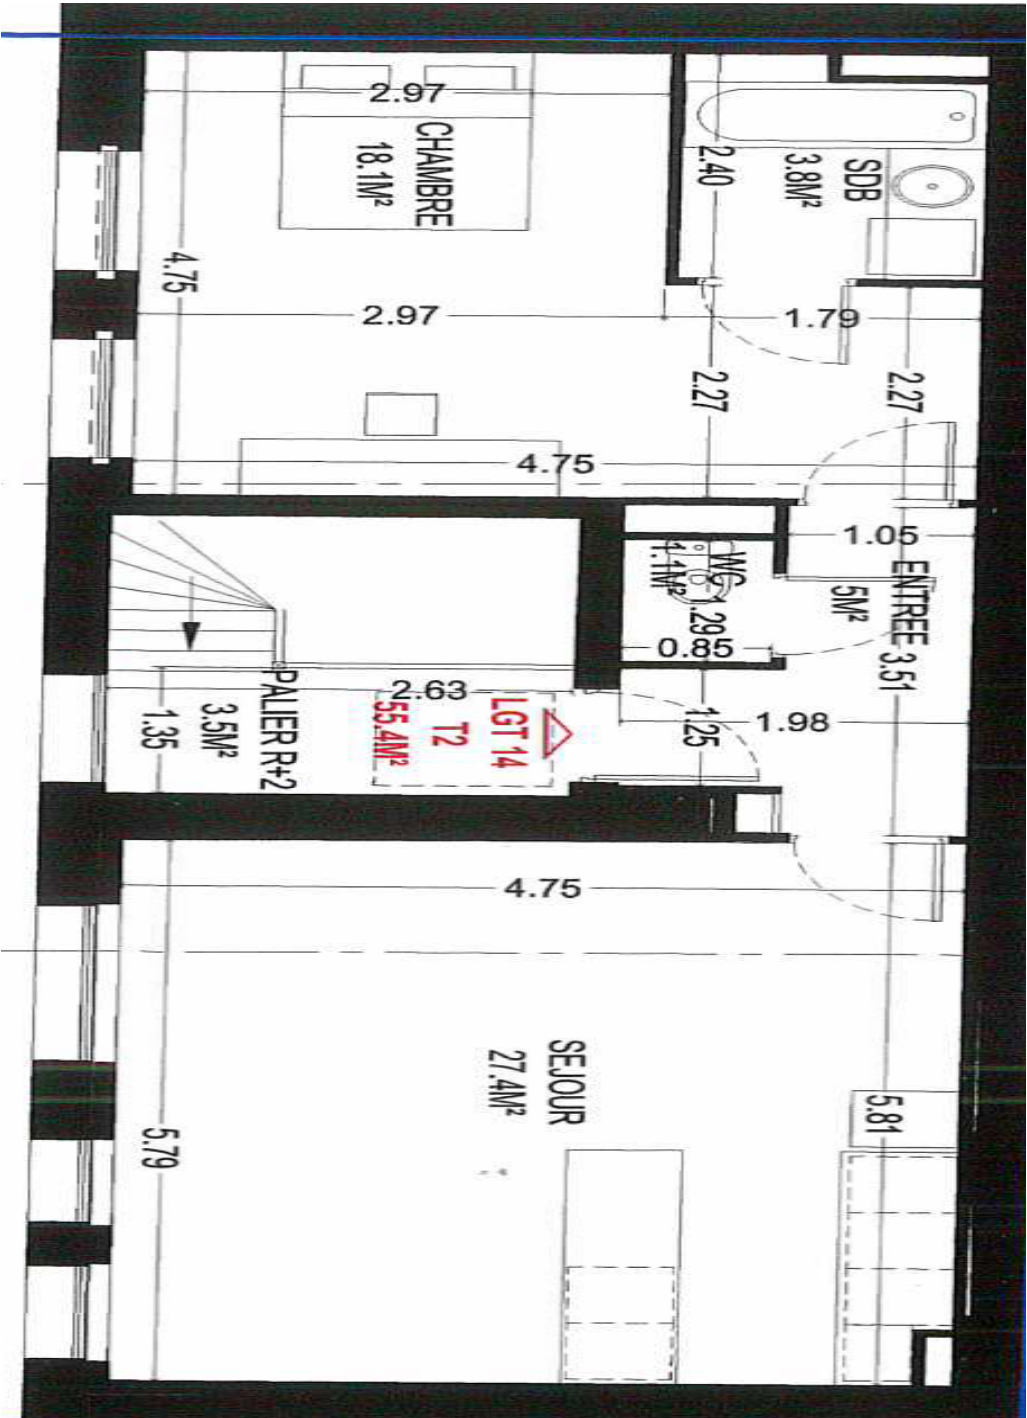 2.97
CHAMBRE
18.1M²
4.75
2.97
2.40
SDB
3.8M²
1.79
2.27
2.27
4.75
1.05
ENTREE
5M²
3.51
WC
1.1M²
1.29
0.85
1.98
1.25
2.63
PALIER R+2
3.5M²
1.35
LGT 14
T2
55.4M²
4.75
SEJOUR
27.4M²
5.81
5.79